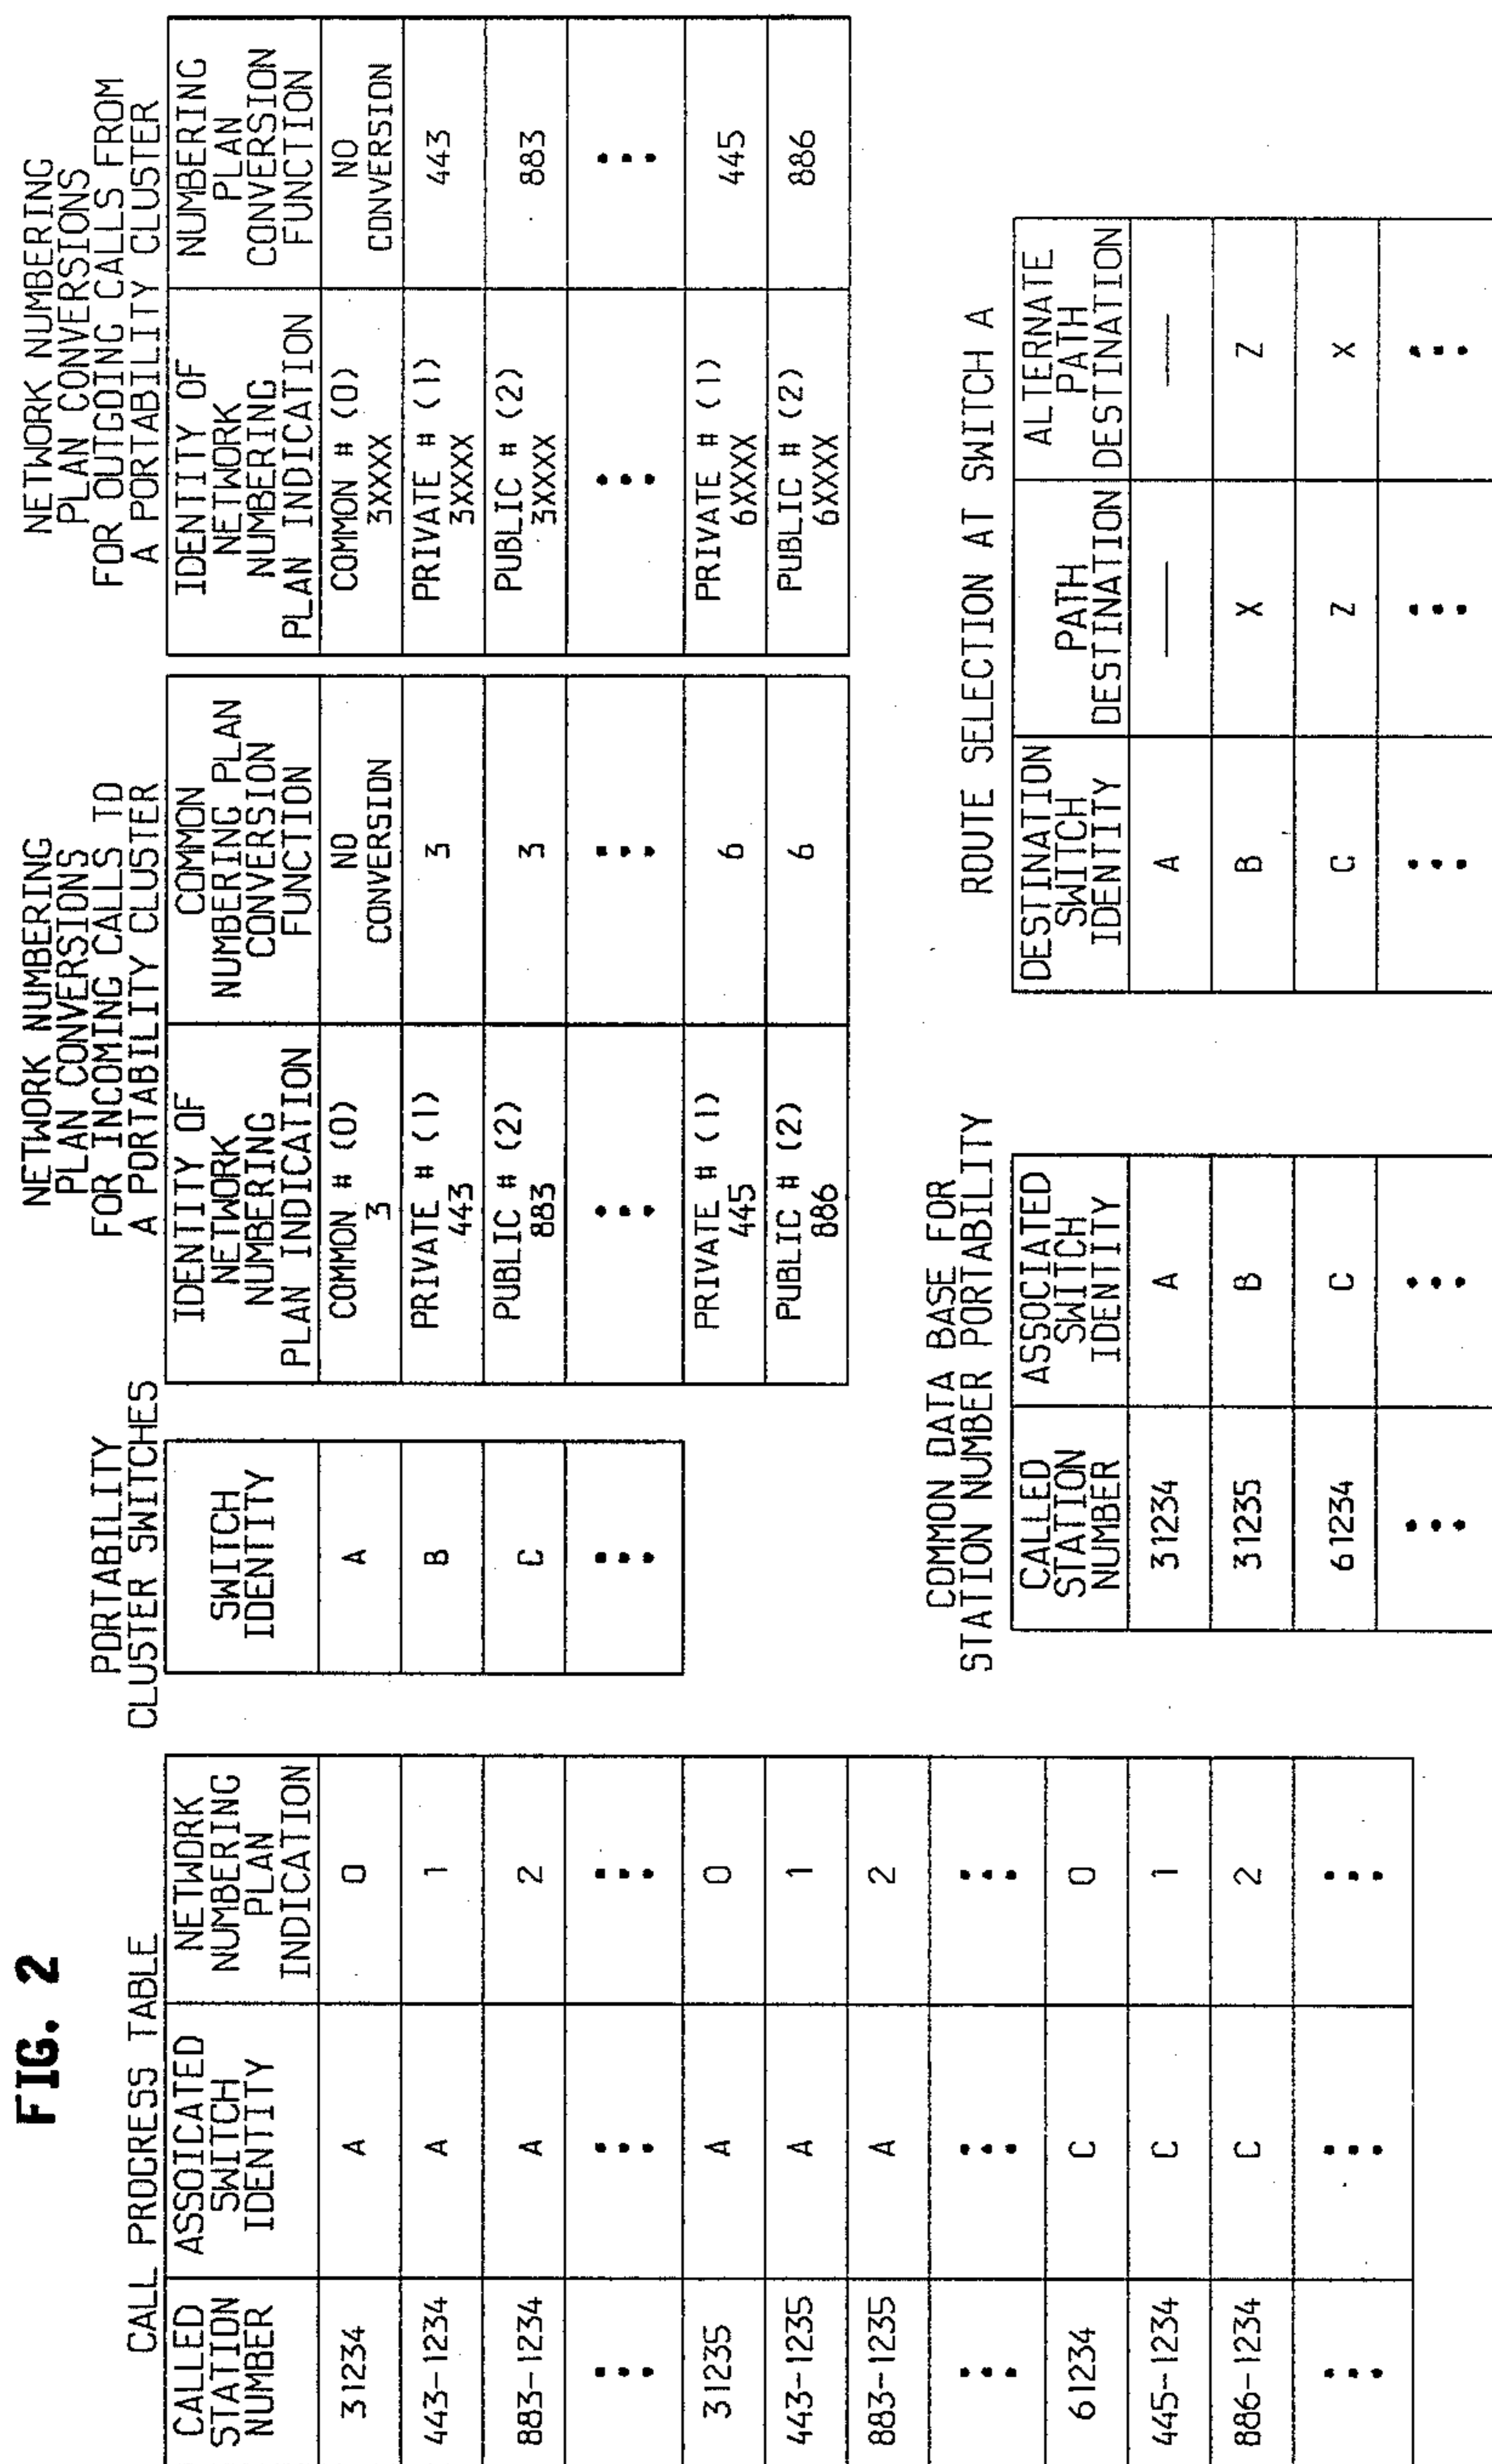 FIG. 2
CALL PROGRESS TABLE
CALLED STATION NUMBER | ASSOICATED SWITCH IDENTITY | NETWORK NUMBERING PLAN INDICATION
31234 | A | 0
443-1234 | A | 1
883-1234 | A | 2
⋮ | ⋮ | ⋮
31235 | A | 0
443-1235 | A | 1
883-1235 | A | 2
⋮ | ⋮ | ⋮
61234 | C | 0
445-1234 | C | 1
886-1234 | C | 2
⋮ | ⋮ | ⋮
PORTABILITY
CLUSTER SWITCHES
SWITCH IDENTITY
A
B
C
⋮
NETWORK NUMBERING
PLAN CONVERSIONS
FOR INCOMING CALLS TO
A PORTABILITY CLUSTER
IDENTITY OF NETWORK NUMBERING PLAN INDICATION | COMMON NUMBERING PLAN CONVERSION FUNCTION
COMMON # (0) 3 | NO CONVERSION
PRIVATE # (1) 443 | 3
PUBLIC # (2) 883 | 3
⋮ | ⋮
PRIVATE # (1) 445 | 6
PUBLIC # (2) 886 | 6
NETWORK NUMBERING
PLAN CONVERSIONS
FOR OUTGOING CALLS FROM
A PORTABILITY CLUSTER
IDENTITY OF NETWORK NUMBERING PLAN INDICATION | NUMBERING PLAN CONVERSION FUNCTION
COMMON # (0) 3XXXX | NO CONVERSION
PRIVATE # (1) 3XXXX | 443
PUBLIC # (2) 3XXXX | 883
⋮ | ⋮
PRIVATE # (1) 6XXXX | 445
PUBLIC # (2) 6XXXX | 886
COMMON DATA BASE FOR
STATION NUMBER PORTABILITY
CALLED STATION NUMBER | ASSOCIATED SWITCH IDENTITY
31234 | A
31235 | B
61234 | C
⋮ | ⋮
ROUTE SELECTION AT SWITCH A
DESTINATION SWITCH IDENTITY | PATH DESTINATION | ALTERNATE PATH DESTINATION
A | — | —
B | X | Z
C | Z | X
⋮ | ⋮ | ⋮